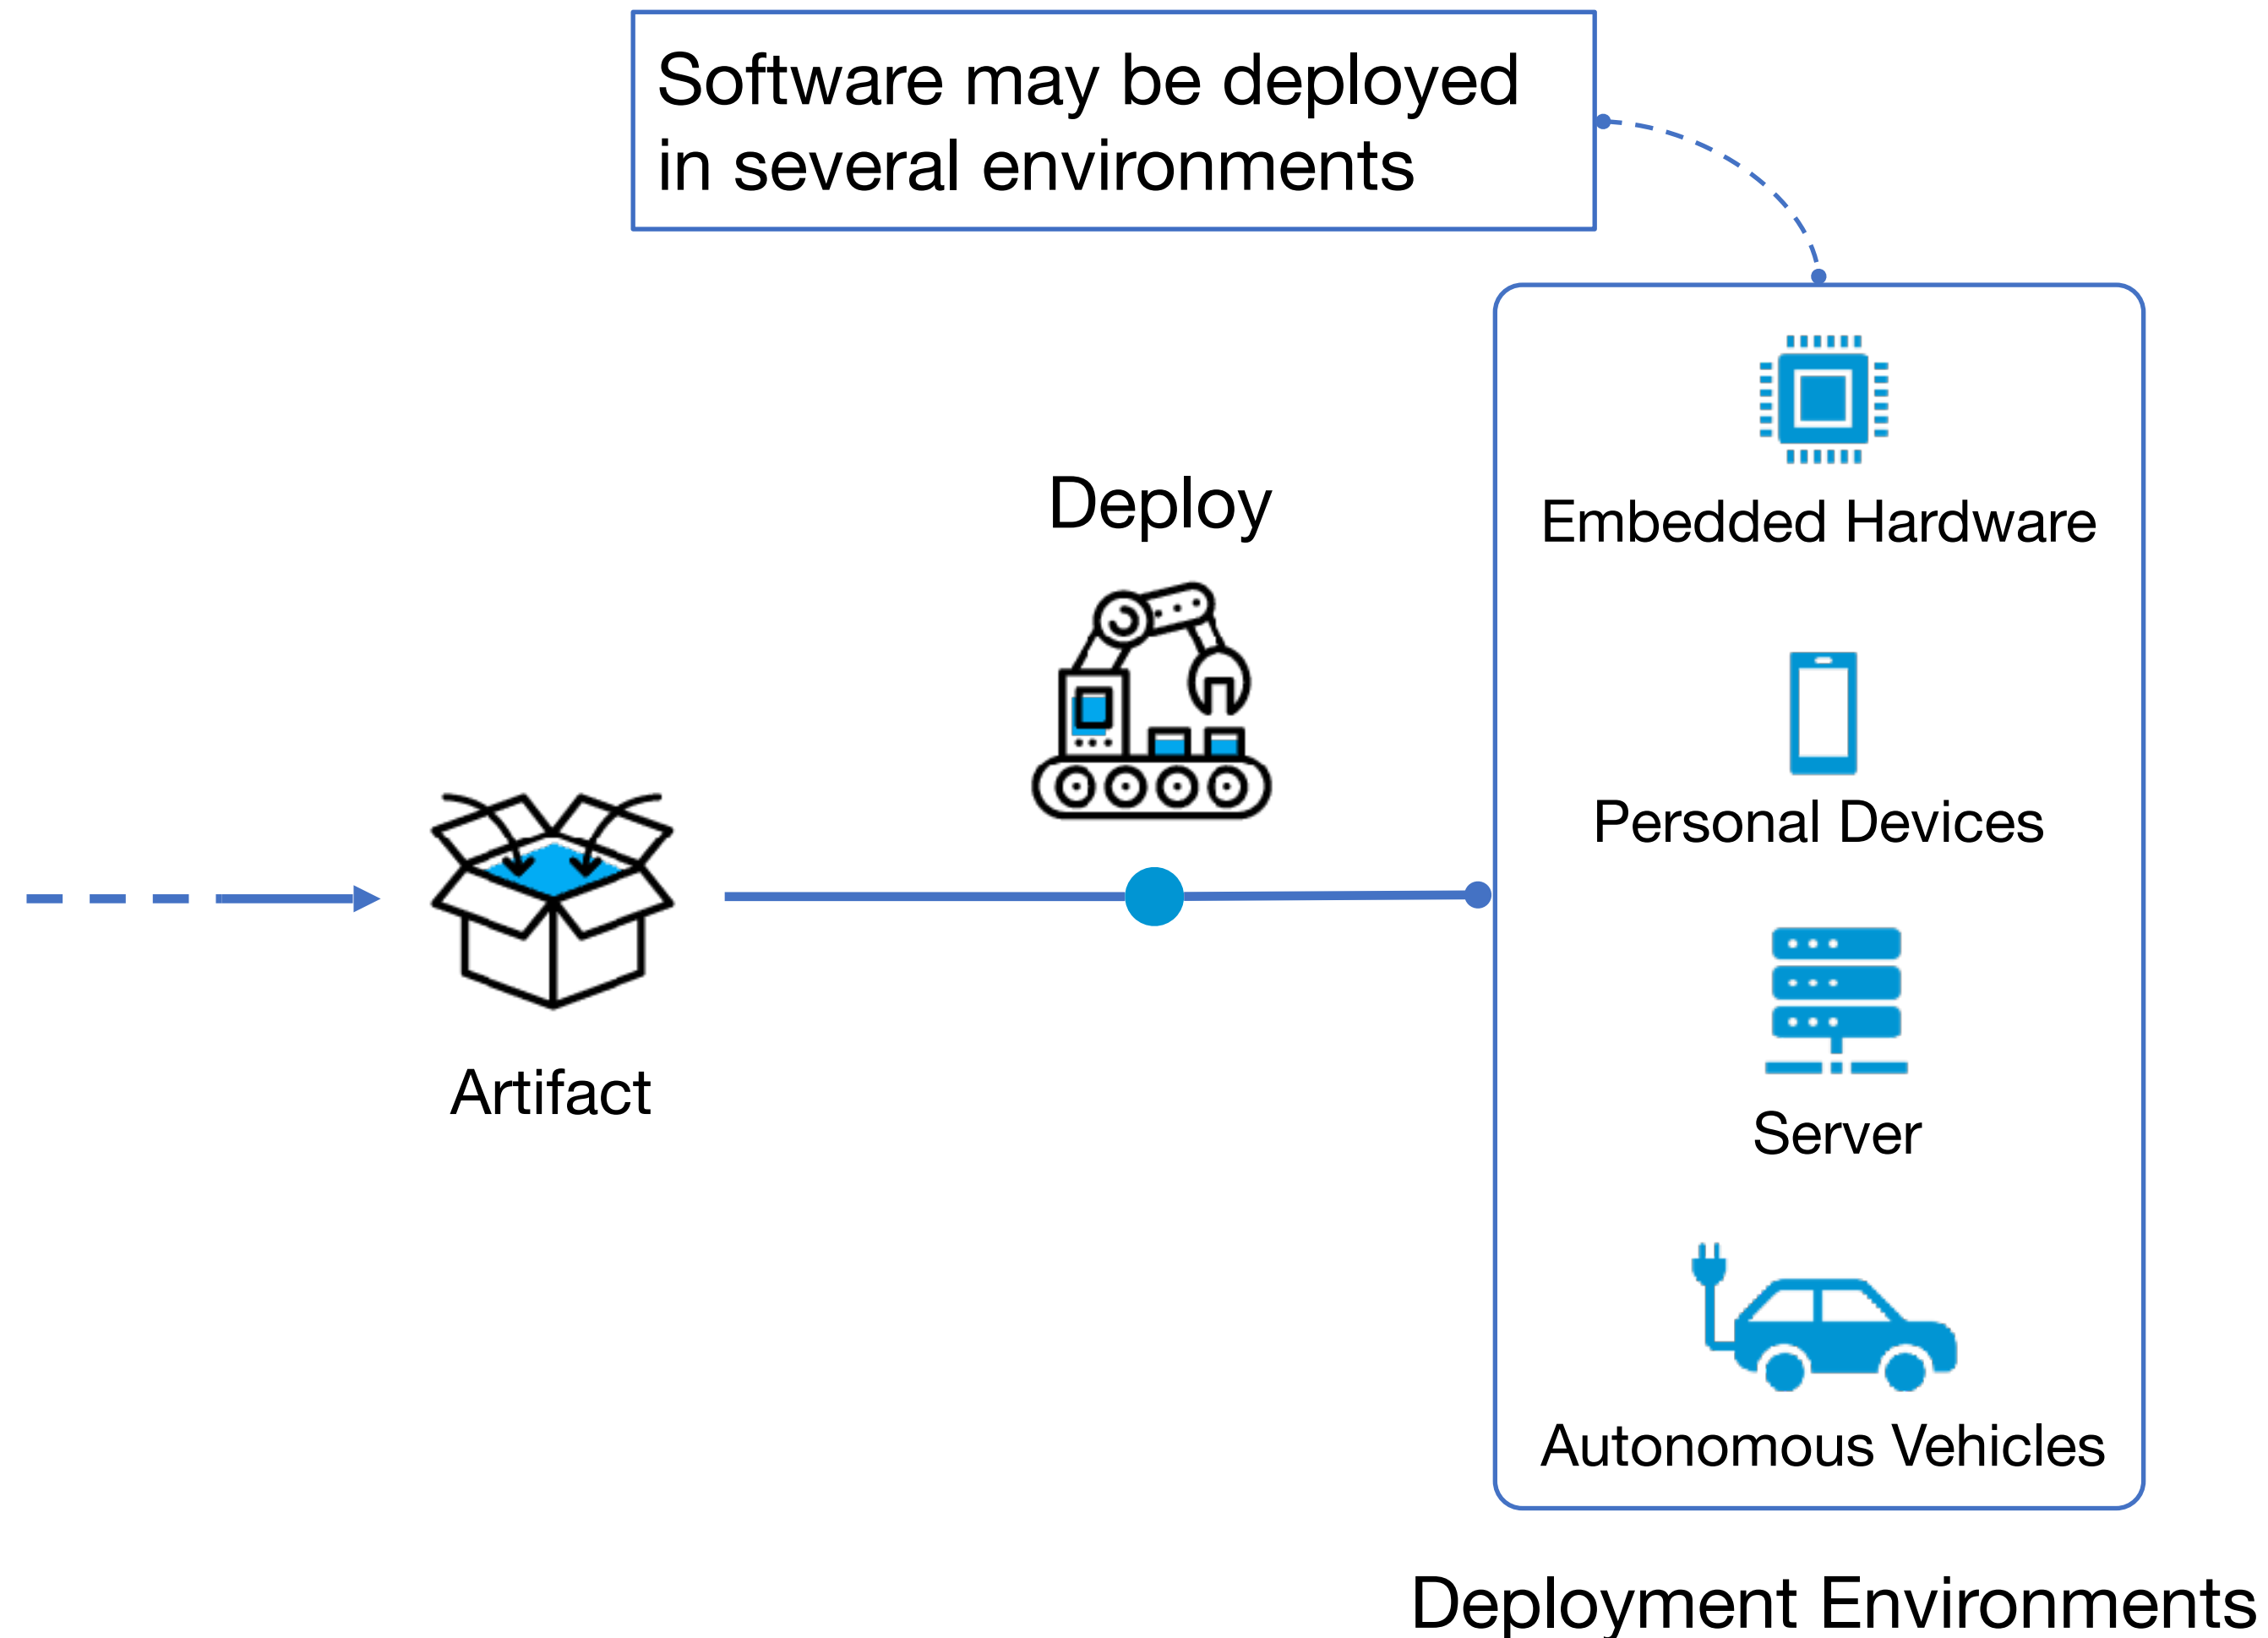 Software may be deployed
in several environments
Deploy
Artifact
Embedded Hardware
Personal Devices
Server
Autonomous Vehicles
Deployment Environments